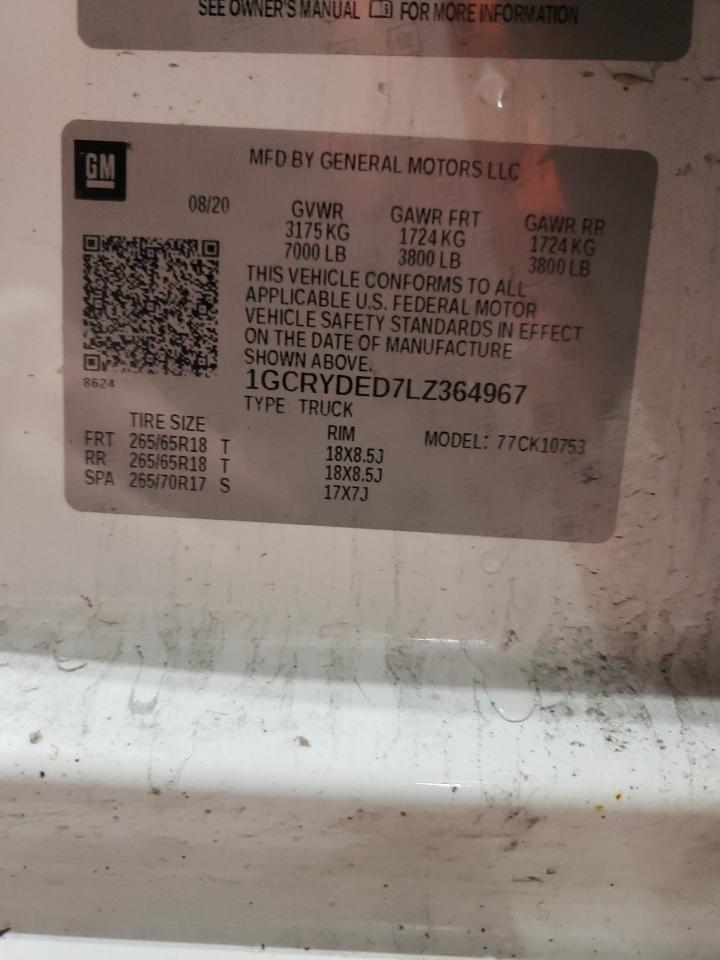 SEE OWNER'S MANUAL FOR MORE INFORMATION
GM
MFD BY GENERAL MOTORS LLC
08/20
GVWR GAWR FRT GAWR RR
3175 KG 1724 KG 1724 KG
7000 LB 3800 LB 3800 LB
THIS VEHICLE CONFORMS TO ALL
APPLICABLE U.S. FEDERAL MOTOR
VEHICLE SAFETY STANDARDS IN EFFECT
ON THE DATE OF MANUFACTURE
SHOWN ABOVE.
8624
1GCRYDED7LZ364967
TYPE: TRUCK
TIRE SIZE RIM MODEL: 77CK10753
FRT 265/65R18 T 18X8.5J
RR 265/65R18 T 18X8.5J
SPA 265/70R17 S 17X7J